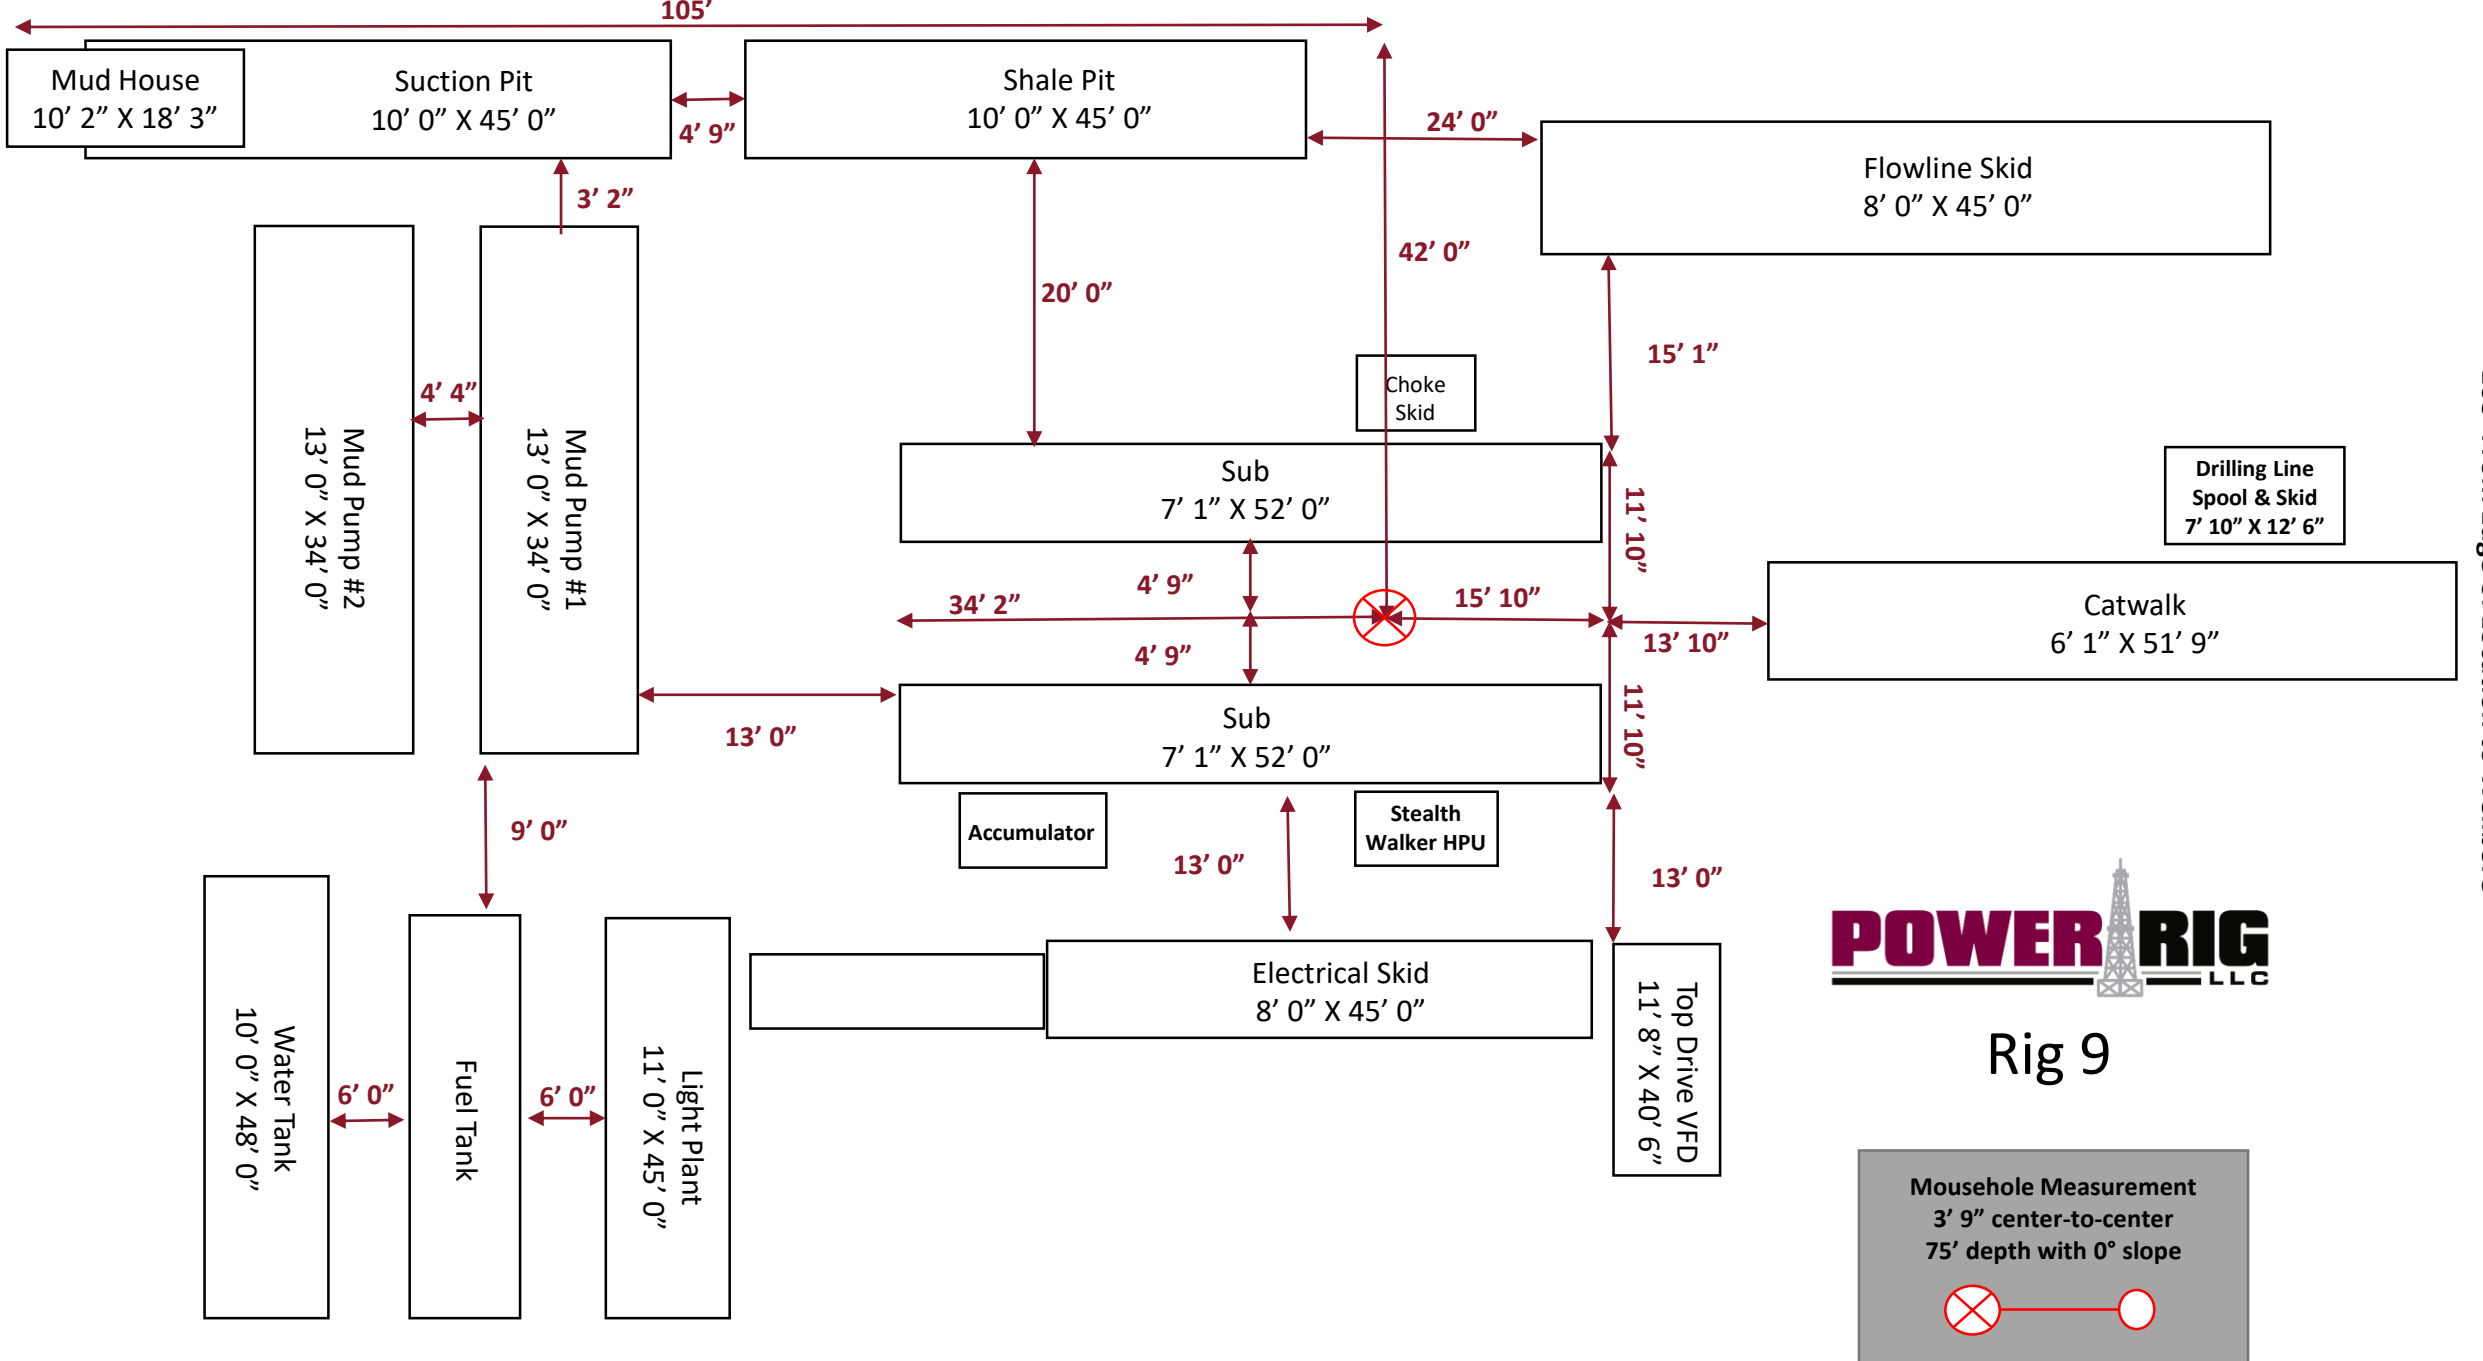 105’
Mud House
10’ 2” X 18’ 3”
Suction Pit
10’ 0” X 45’ 0”
4’ 9”
Shale Pit
10’ 0” X 45’ 0”
24’ 0”
Flowline Skid
8’ 0” X 45’ 0”
3’ 2”
42’ 0”
20’ 0”
15’ 1”
4’ 4”
Choke
Skid
Mud Pump #2
13’ 0” X 34’ 0”
Mud Pump #1
13’ 0” X 34’ 0”
Sub
7’ 1” X 52’ 0”
11’ 10”
Drilling Line
Spool & Skid
7’ 10” X 12’ 6”
4’ 9”
34’ 2”
15’ 10”
13’ 10”
Catwalk
6’ 1” X 51’ 9”
4’ 9”
13’ 0”
Sub
7’ 1” X 52’ 0”
11’ 10”
9’ 0”
Accumulator
Stealth
Walker HPU
13’ 0”
13’ 0”
Water Tank
10’ 0” X 48’ 0”
6’ 0”
Fuel Tank
6’ 0”
Light Plant
11’ 0” X 45’ 0”
Electrical Skid
8’ 0” X 45’ 0”
Top Drive VFD
11’ 8” X 40’ 6”
POWER RIG
LLC
Rig 9
Mousehole Measurement
3’ 9” center-to-center
75’ depth with 0° slope